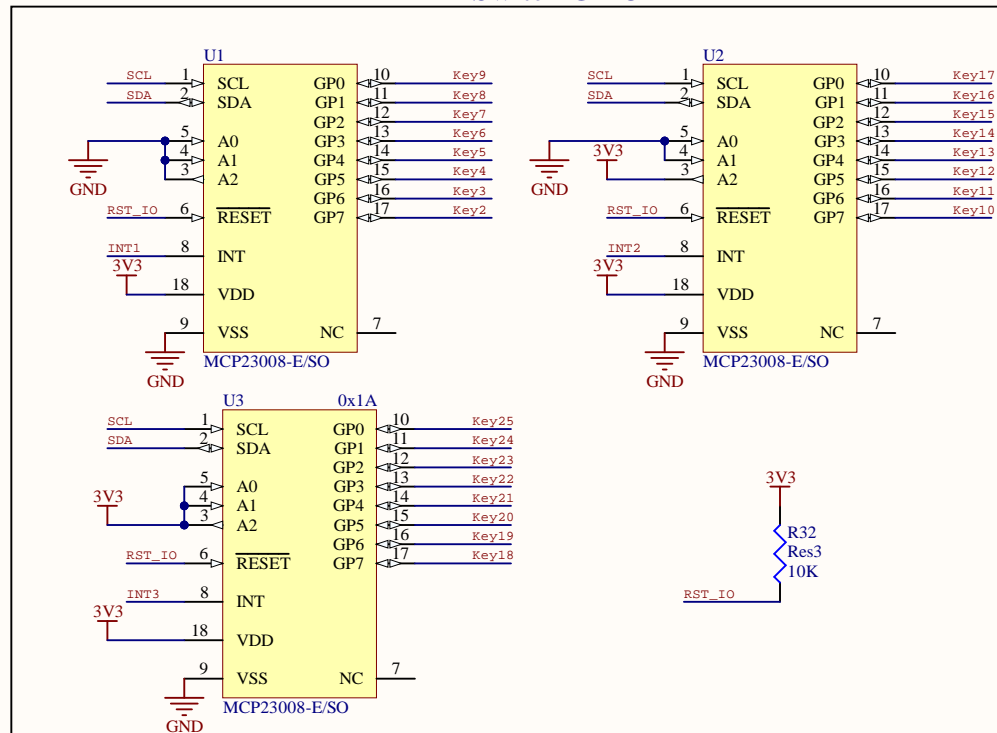 U1
SCL 1 SCL GP0 10 Key9
SDA 2 SDA GP1 11 Key8
GP2 12 Key7
5 A0 GP3 13 Key6
4 A1 GP4 14 Key5
3 A2 GP5 15 Key4
GND
GP6 16 Key3
RST_IO 6 RESET GP7 17 Key2
INT1 8 INT
3V3
18 VDD
9 VSS NC 7
MCP23008-E/SO
GND
U2
SCL 1 SCL GP0 10 Key17
SDA 2 SDA GP1 11 Key16
GP2 12 Key15
5 A0 GP3 13 Key14
3V3 4 A1 GP4 14 Key13
3 A2 GP5 15 Key12
GND
GP6 16 Key11
RST_IO 6 RESET GP7 17 Key10
INT2 8 INT
3V3
18 VDD
9 VSS NC 7
MCP23008-E/SO
GND
U3 0x1A
SCL 1 SCL GP0 10 Key25
SDA 2 SDA GP1 11 Key24
GP2 12 Key23
5 A0 GP3 13 Key22
3V3 4 A1 GP4 14 Key21
3 A2 GP5 15 Key20
GP6 16 Key19
RST_IO 6 RESET GP7 17 Key18
INT3 8 INT
3V3
18 VDD
9 VSS NC 7
MCP23008-E/SO
GND
3V3
R32
Res3
10K
RST_IO